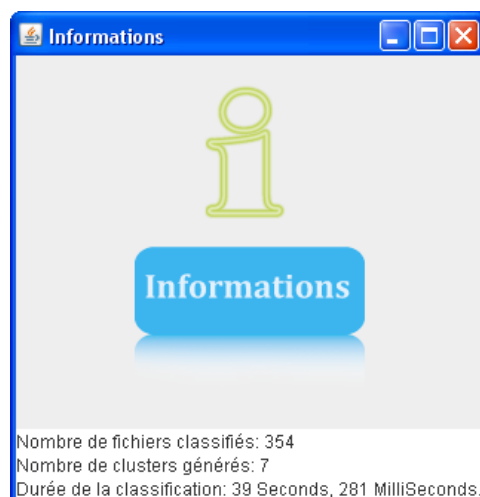 Informations
i
Informations
Nombre de fichiers classifiés: 354
Nombre de clusters générés: 7
Durée de la classification: 39 Seconds, 281 MilliSeconds.